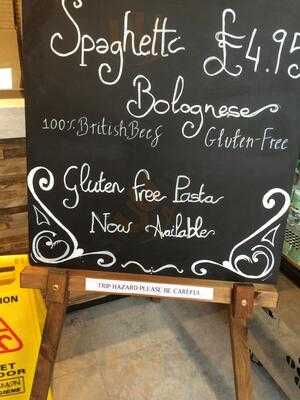 Spaghetti £4.95
Bolognese
100% British Beef Gluten-Free
Gluten Free Pasta
Now Available
TRIP HAZARD PLEASE BE CAREFUL